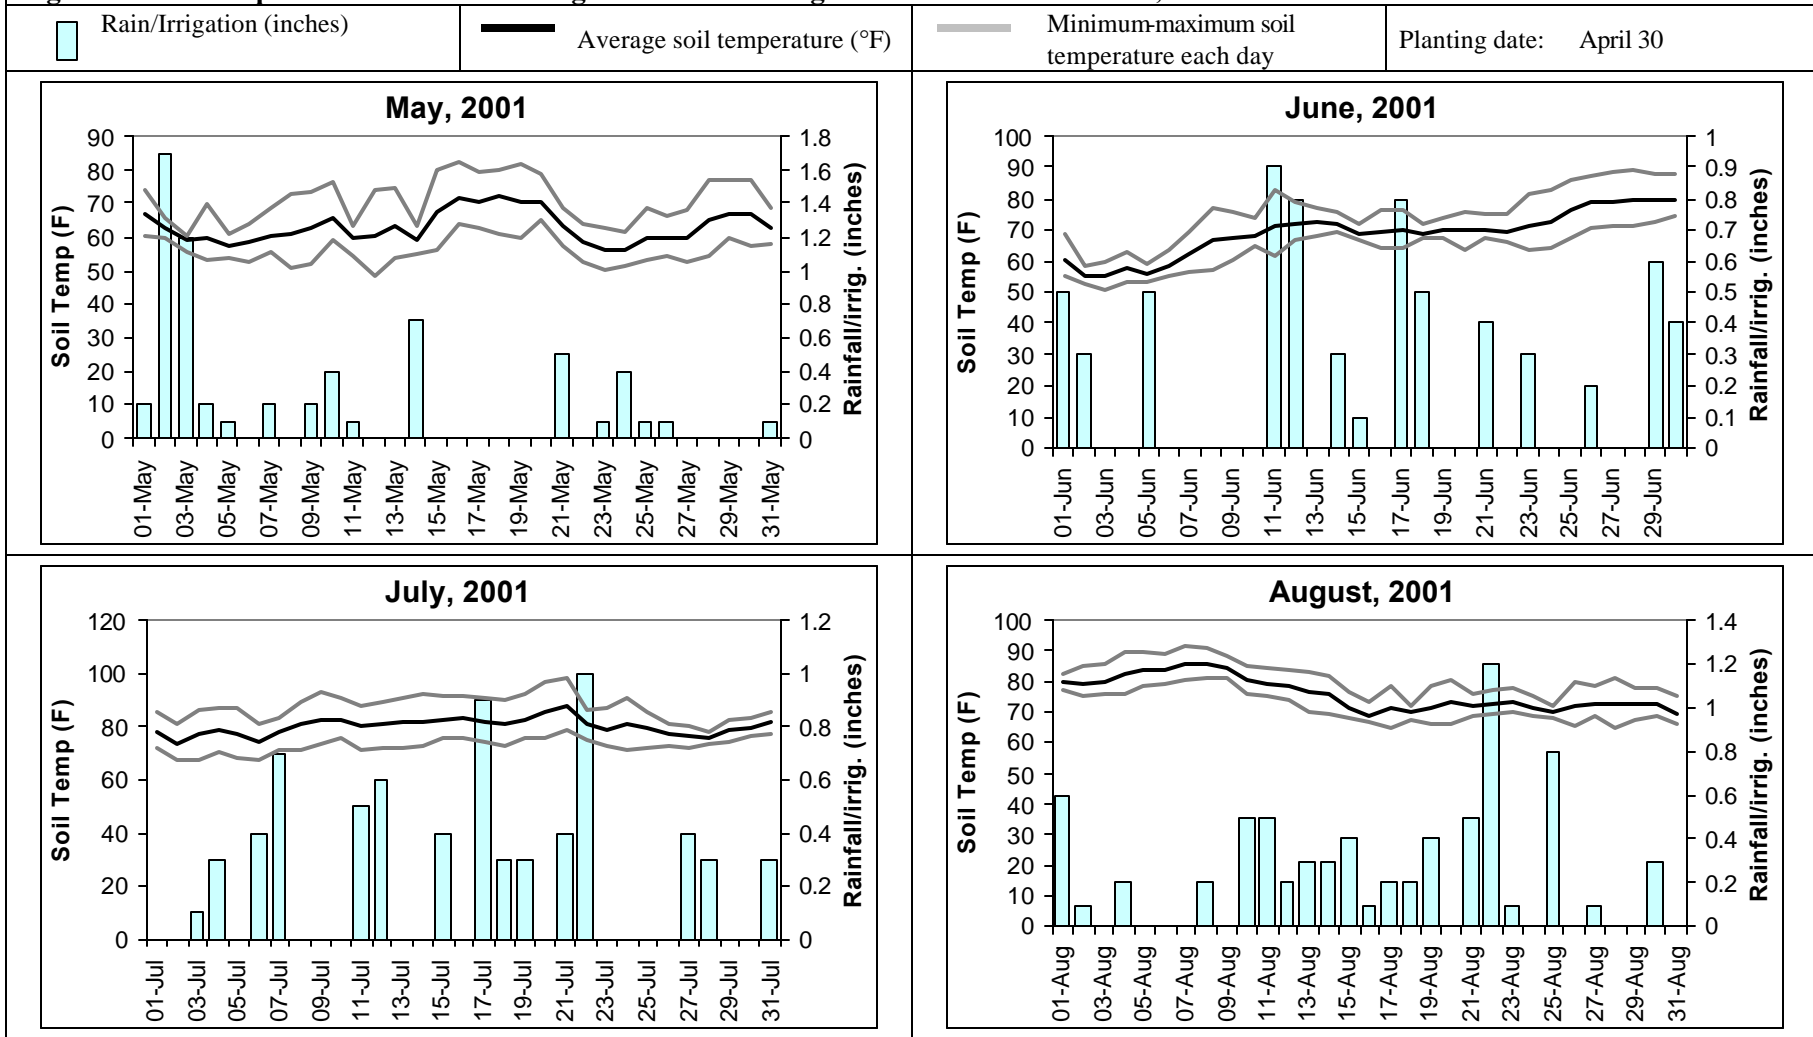 Rain/Irrigation (inches)
Average soil temperature (°F)
Minimum-maximum soil
temperature each day
Planting date: April 30
May, 2001
90
80
70
60
50
40
30
20
10
0
Soil Temp (F)
1.8
1.6
1.4
1.2
1
0.8
0.6
0.4
0.2
0
Rainfall/irrig. (inches)
01-May
03-May
05-May
07-May
09-May
11-May
13-May
15-May
17-May
19-May
21-May
23-May
25-May
27-May
29-May
31-May
June, 2001
100
90
80
70
60
50
40
30
20
10
0
Soil Temp (F)
1
0.9
0.8
0.7
0.6
0.5
0.4
0.3
0.2
0.1
0
Rainfall/irrig. (inches)
01-Jun
03-Jun
05-Jun
07-Jun
09-Jun
11-Jun
13-Jun
15-Jun
17-Jun
19-Jun
21-Jun
23-Jun
25-Jun
27-Jun
29-Jun
July, 2001
120
100
80
60
40
20
0
Soil Temp (F)
1.2
1
0.8
0.6
0.4
0.2
0
Rainfall/irrig. (inches)
01-Jul
03-Jul
05-Jul
07-Jul
09-Jul
11-Jul
13-Jul
15-Jul
17-Jul
19-Jul
21-Jul
23-Jul
25-Jul
27-Jul
29-Jul
31-Jul
August, 2001
100
90
80
70
60
50
40
30
20
10
0
Soil Temp (F)
1.4
1.2
1
0.8
0.6
0.4
0.2
0
Rainfall/irrig. (inches)
01-Aug
03-Aug
05-Aug
07-Aug
09-Aug
11-Aug
13-Aug
15-Aug
17-Aug
19-Aug
21-Aug
23-Aug
25-Aug
27-Aug
29-Aug
31-Aug